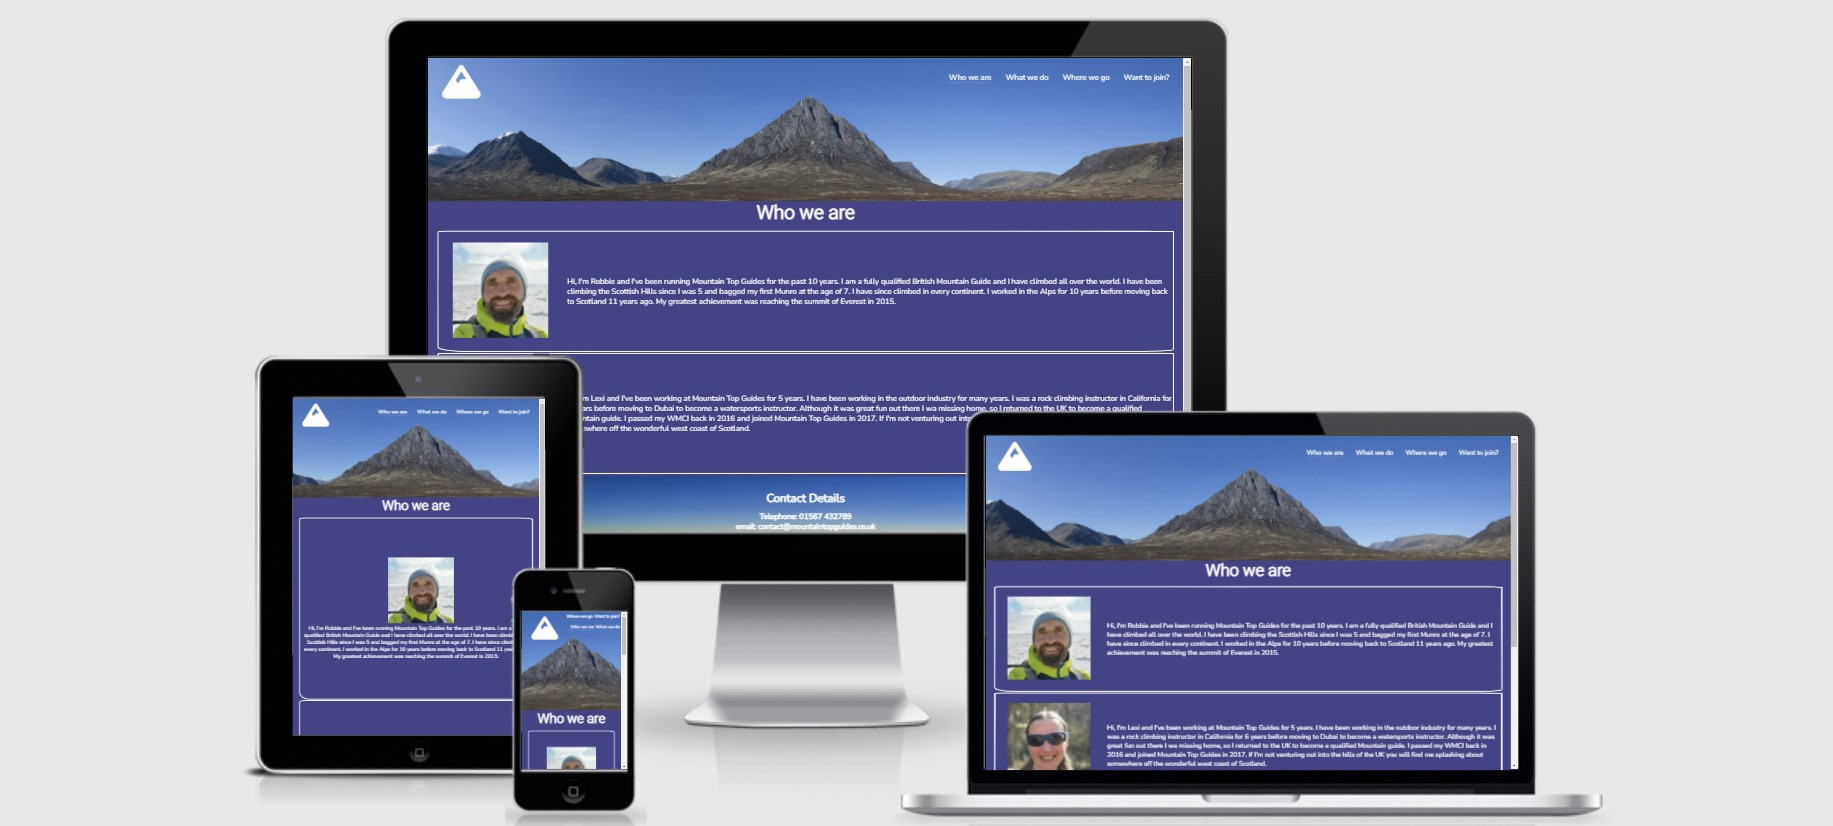 Who we are What we do Where we go Want to join?
Who we are
Hi, I'm Robbie and I've been running Mountain Top Guides for the past 10 years. I am a fully qualified British Mountain Guide and I have climbed all over the world. I have been
climbing the Scottish Hills since I was 5 and bagged my first Munro at the age of 7. I have since climbed in every continent. I worked in the Alps for 10 years before moving back
to Scotland 11 years ago. My greatest achievement was reaching the summit of Everest in 2015.
m Lexi and I've been working at Mountain Top Guides for 5 years. I have been working in the outdoor industry for many years. I was a rock climbing instructor in California for
ars before moving to Dubai to become a watersports instructor. Although it was great fun out there I wa missing home, so I returned to the UK to become a qualified
ntain guide. I passed my WMCI back in 2016 and joined Mountain Top Guides in 2017. If I'm not venturing out into
ewhere off the wonderful west coast of Scotland.
Contact Details
Telephone: 01567 432789
email: contact@mountaintopguides.co.uk
Who we are What we do Where we go Want to join?
Who we are
Hi, I'm Robbie and I've been running Mountain Top Guides for the past 10 years. I am a
qualified British Mountain Guide and I have climbed all over the world. I have been climb
Scottish Hills since I was 5 and bagged my first Munro at the age of 7. I have since climb
every continent. I worked in the Alps for 10 years before moving back to Scotland 11 yea
My greatest achievement was reaching the summit of Everest in 2015.
Where we go Want to join?
Who we are What we do
Who we are
Who we are What we do Where we go Want to join?
Who we are
Hi, I'm Robbie and I've been running Mountain Top Guides for the past 10 years. I am a fully qualified British Mountain Guide and I
have climbed all over the world. I have been climbing the Scottish Hills since I was 5 and bagged my first Munro at the age of 7. I
have since climbed in every continent. I worked in the Alps for 10 years before moving back to Scotland 11 years ago. My greatest
achievement was reaching the summit of Everest in 2015.
Hi, I'm Lexi and I've been working at Mountain Top Guides for 5 years. I have been working in the outdoor industry for many years. I
was a rock climbing instructor in California for 6 years before moving to Dubai to become a watersports instructor. Although it was
great fun out there I wa missing home, so I returned to the UK to become a qualified Mountain guide. I passed my WMCI back in
2016 and joined Mountain Top Guides in 2017. If I'm not venturing out into the hills of the UK you will find me splashing about
somewhere off the wonderful west coast of Scotland.